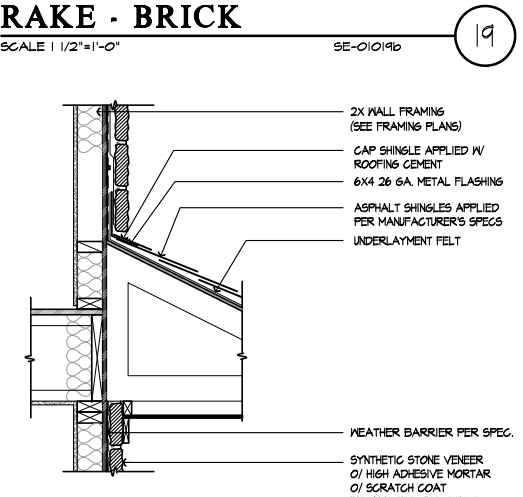 RAKE - BRICK
19
SCALE 1 1/2"=1'-0"
SE-010196
2X WALL FRAMING
(SEE FRAMING PLANS)
CAP SHINGLE APPLIED W/
ROOFING CEMENT
6X4 26 GA. METAL FLASHING
ASPHALT SHINGLES APPLIED
PER MANUFACTURER'S SPECS
UNDERLAYMENT FELT
WEATHER BARRIER PER SPEC.
SYNTHETIC STONE VENEER
O/ HIGH ADHESIVE MORTAR
O/ SCRATCH COAT